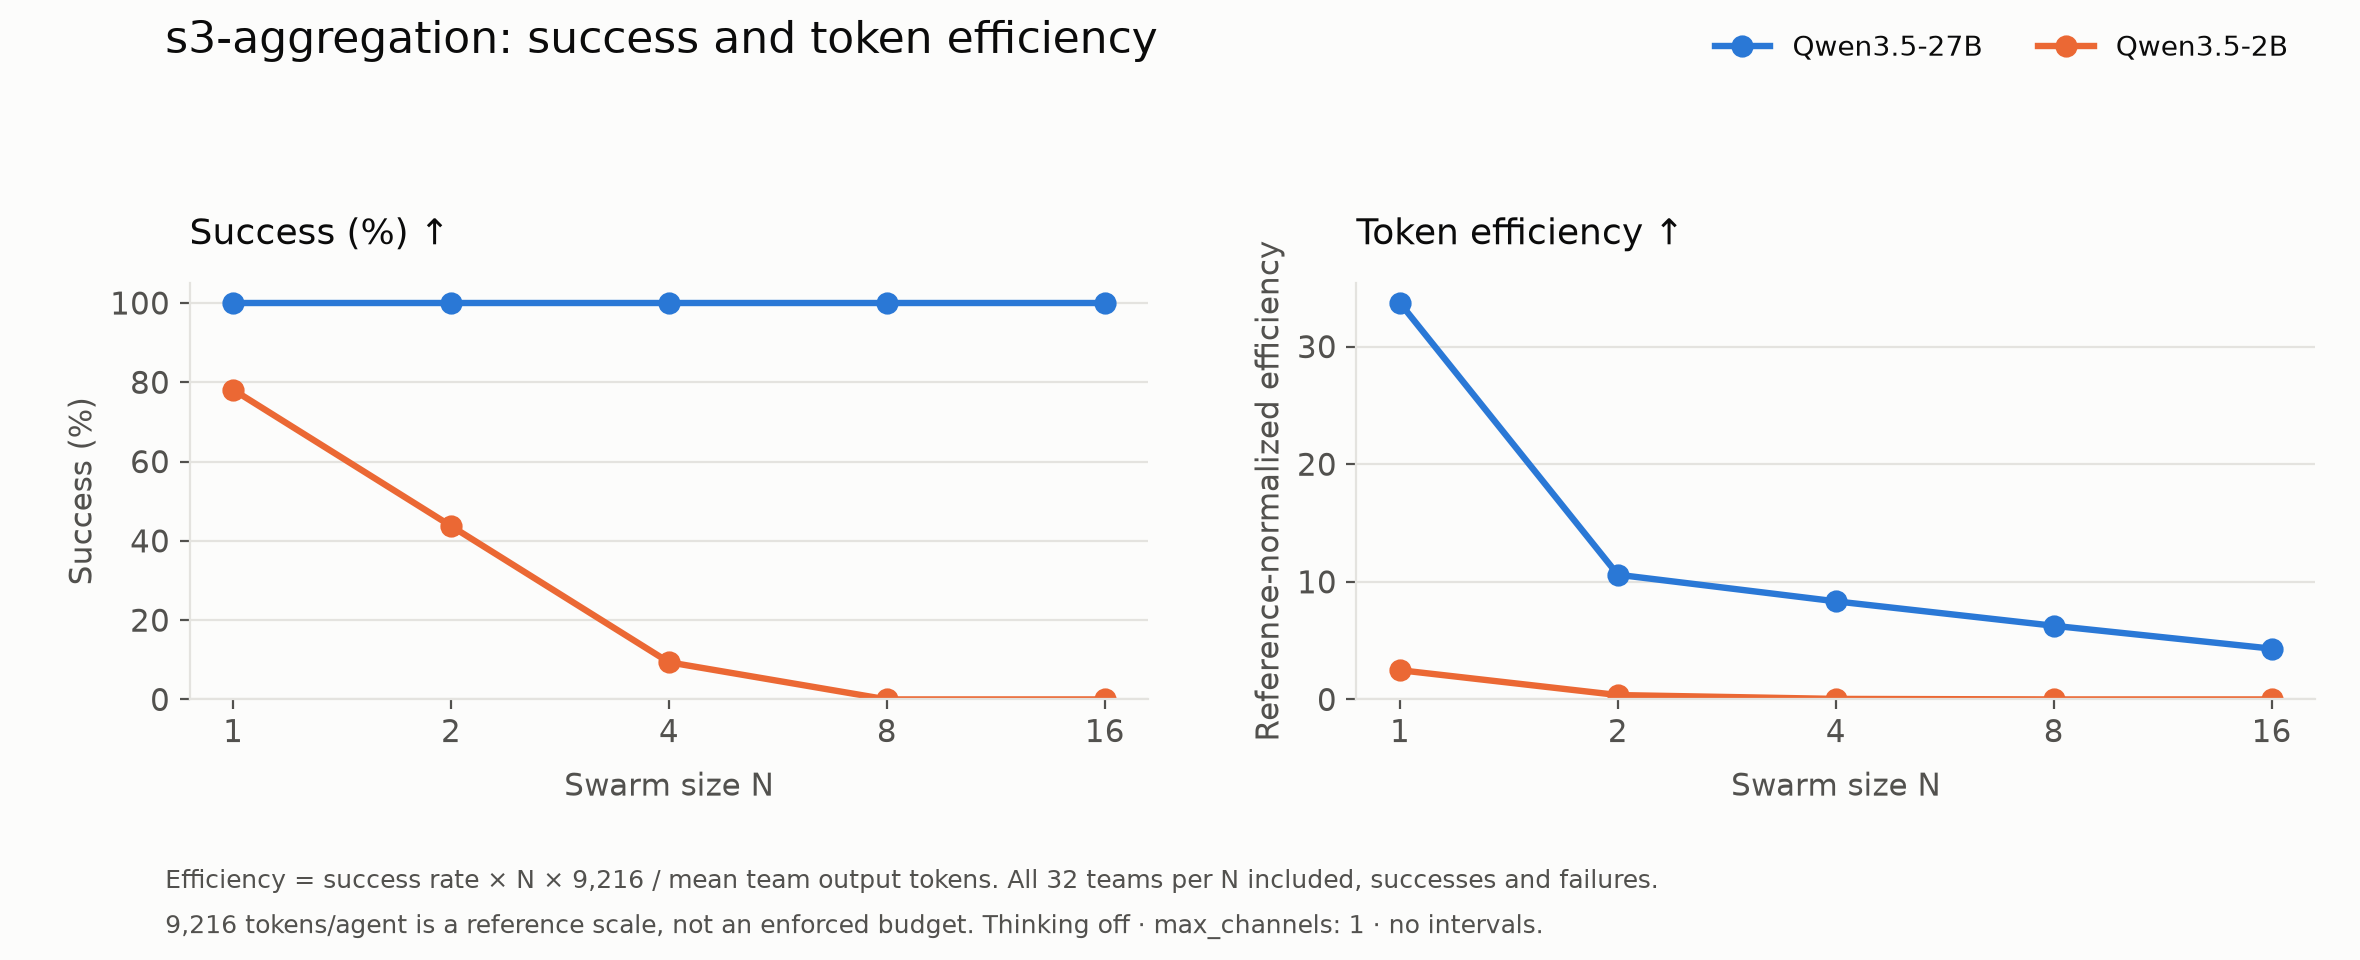 s3-aggregation: success and token efficiency
Qwen3.5-27B
Qwen3.5-2B
Success (%) ↑
Success (%)
100
80
60
40
20
0
1
2
4
8
16
Swarm size N
Token efficiency ↑
Reference-normalized efficiency
30
20
10
0
1
2
4
8
16
Swarm size N
Efficiency = success rate × N × 9,216 / mean team output tokens. All 32 teams per N included, successes and failures.
9,216 tokens/agent is a reference scale, not an enforced budget. Thinking off · max_channels: 1 · no intervals.